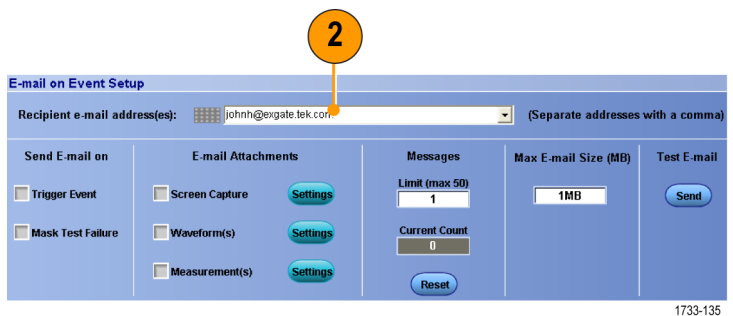 2
E-mail on Event Setup
Recipient e-mail address(es): johnh@exgate.tek.com (Separate addresses with a comma)
Send E-mail on E-mail Attachments Messages Max E-mail Size (MB) Test E-mail
Limit (max 50)
Trigger Event Screen Capture Settings 1 1MB Send
Mask Test Failure Waveform(s) Settings Current Count
0
Measurement(s) Settings
Reset
1733-135